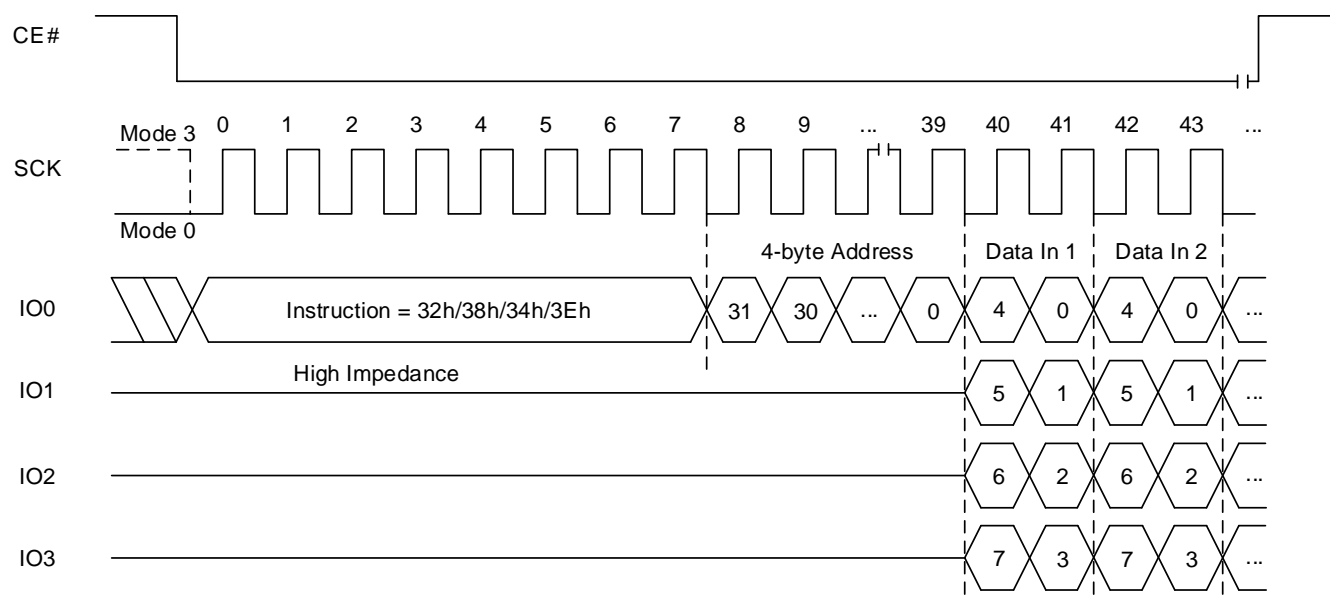 CE#
Mode 3 0 1 2 3 4 5 6 7 8 9 ... 39 40 41 42 43 ...
SCK
Mode 0
4-byte Address Data In 1 Data In 2
IO0 Instruction = 32h/38h/34h/3Eh 31 30 ... 0 4 0 4 0 ...
High Impedance
IO1 5 1 5 1 ...
IO2 6 2 6 2 ...
IO3 7 3 7 3 ...